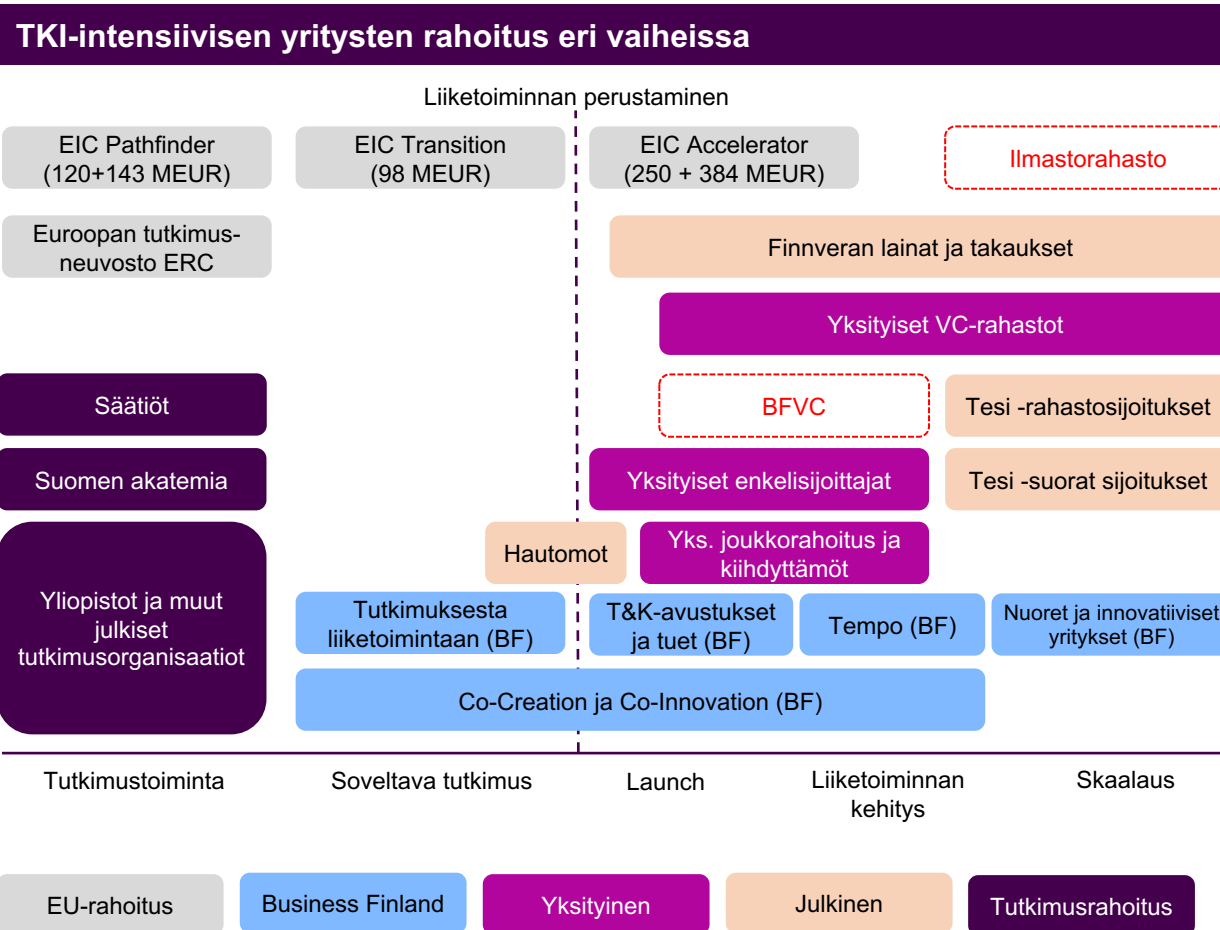 TKI-intensiivisen yritysten rahoitus eri vaiheissa
Liiketoiminnan perustaminen
EIC Pathfinder
(120+143 MEUR)
EIC Transition
(98 MEUR)
EIC Accelerator
(250 + 384 MEUR)
Ilmastorahasto
Euroopan tutkimus-
neuvosto ERC
Finnveran lainat ja takaukset
Yksityiset VC-rahastot
Säätiöt
BFVC
Tesi -rahastosijoitukset
Suomen akatemia
Yksityiset enkelisijoittajat
Tesi -suorat sijoitukset
Yliopistot ja muut
julkiset
tutkimusorganisaatiot
Hautomot
Yks. joukkorahoitus ja
kiihdyttämöt
Tutkimuksesta
liiketoimintaan (BF)
T&K-avustukset
ja tuet (BF)
Tempo (BF)
Nuoret ja innovatiiviset
yritykset (BF)
Co-Creation ja Co-Innovation (BF)
Tutkimustoiminta
Soveltava tutkimus
Launch
Liiketoiminnan
kehitys
Skaalaus
EU-rahoitus
Business Finland
Yksityinen
Julkinen
Tutkimusrahoitus